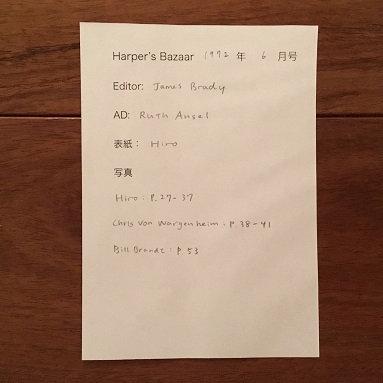 Harper's Bazaar 1972 年 6 月号
Editor: James Brady
AD: Ruth Ansel
表紙： Hiro
写真
Hiro : P.27-37
Chris Von Wangenheim : P 38-41
Bill Brandt : P.53